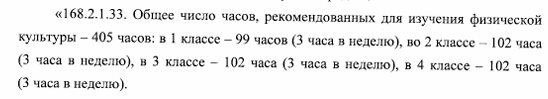 «168.2.1.33. Общее число часов, рекомендованных для изучения физической
культуры – 405 часов: в 1 классе – 99 часов (3 часа в неделю), во 2 классе – 102 часа
(3 часа в неделю), в 3 классе – 102 часа (3 часа в неделю), в 4 классе – 102 часа
(3 часа в неделю).